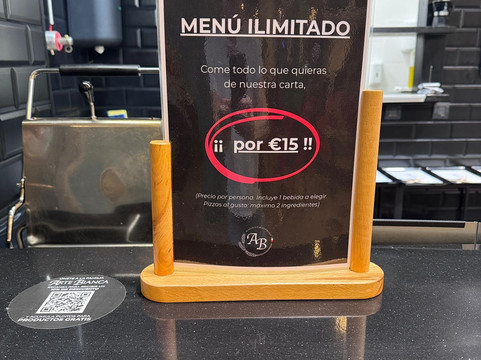 MENÚ ILIMITADO
Come todo lo que quieras
de nuestra carta,
¡¡ por €15 !!
(Precio por persona. Incluye 1 bebida a elegir.
Pizzas al gusto: máximo 2 ingredientes)
AB
ARTE BIANCA
PRODUCTOS GRATIS